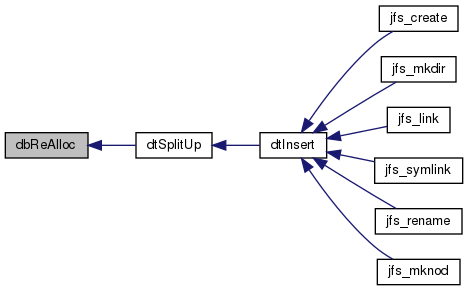 dbReAlloc
dtSplitUp
dtInsert
jfs_create
jfs_mkdir
jfs_link
jfs_symlink
jfs_rename
jfs_mknod